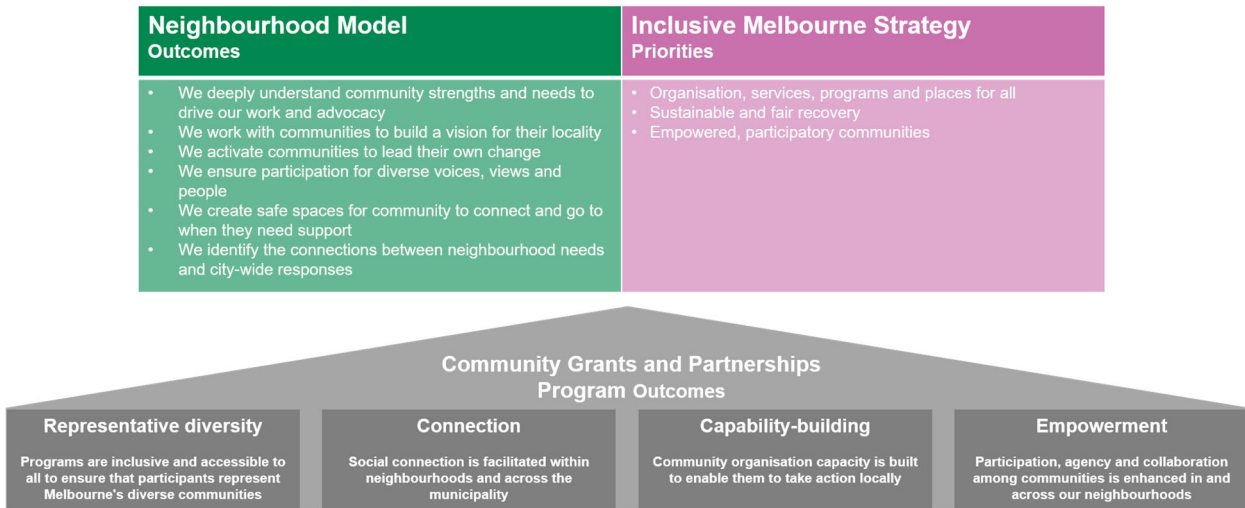 Neighbourhood Model
Outcomes
• We deeply understand community strengths and needs to
drive our work and advocacy
• We work with communities to build a vision for their locality
• We activate communities to lead their own change
• We ensure participation for diverse voices, views and
people
• We create safe spaces for community to connect and go to
when they need support
• We identify the connections between neighbourhood needs
and city-wide responses
Inclusive Melbourne Strategy
Priorities
• Organisation, services, programs and places for all
• Sustainable and fair recovery
• Empowered, participatory communities
Community Grants and Partnerships
Program Outcomes
Representative diversity
Programs are inclusive and accessible to
all to ensure that participants represent
Melbourne's diverse communities
Connection
Social connection is facilitated within
neighbourhoods and across the
municipality
Capability-building
Community organisation capacity is built
to enable them to take action locally
Empowerment
Participation, agency and collaboration
among communities is enhanced in and
across our neighbourhoods